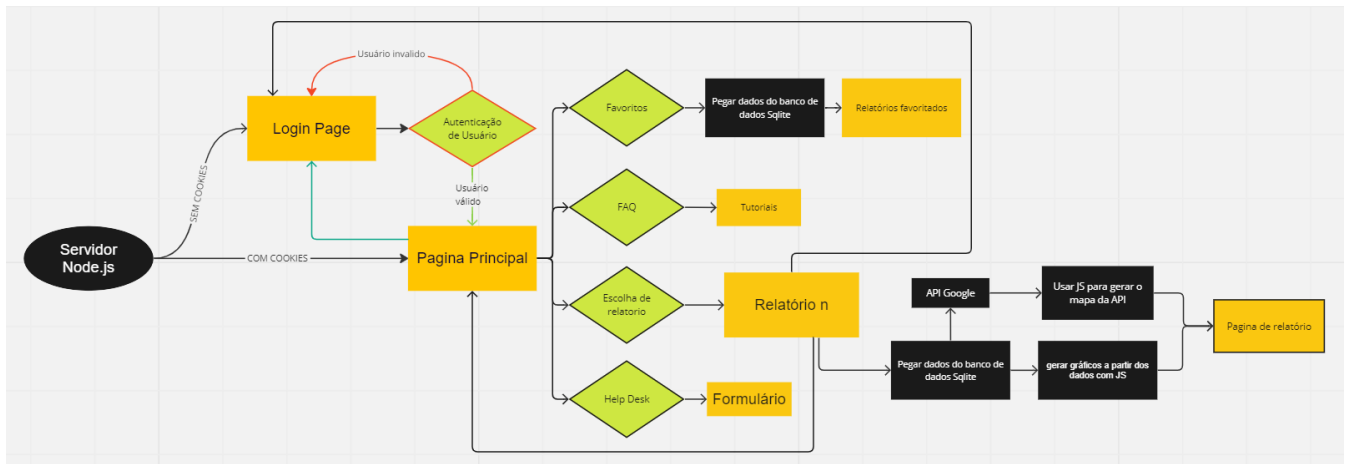 Usuário invalido
Login Page
Autenticação
de Usuário
Favoritos
Pegar dados do banco de
dados Sqlite
Relatórios favoritados
SEM COOKIES
Usuário
válido
FAQ
Tutoriais
Servidor
Node.js
COM COOKIES
Pagina Principal
Escolha de
relatorio
Relatório n
API Google
Usar JS para gerar o
mapa da API
Pagina de relatório
Pegar dados do banco de
dados Sqlite
gerar gráficos a partir dos
dados com JS
Help Desk
Formulário